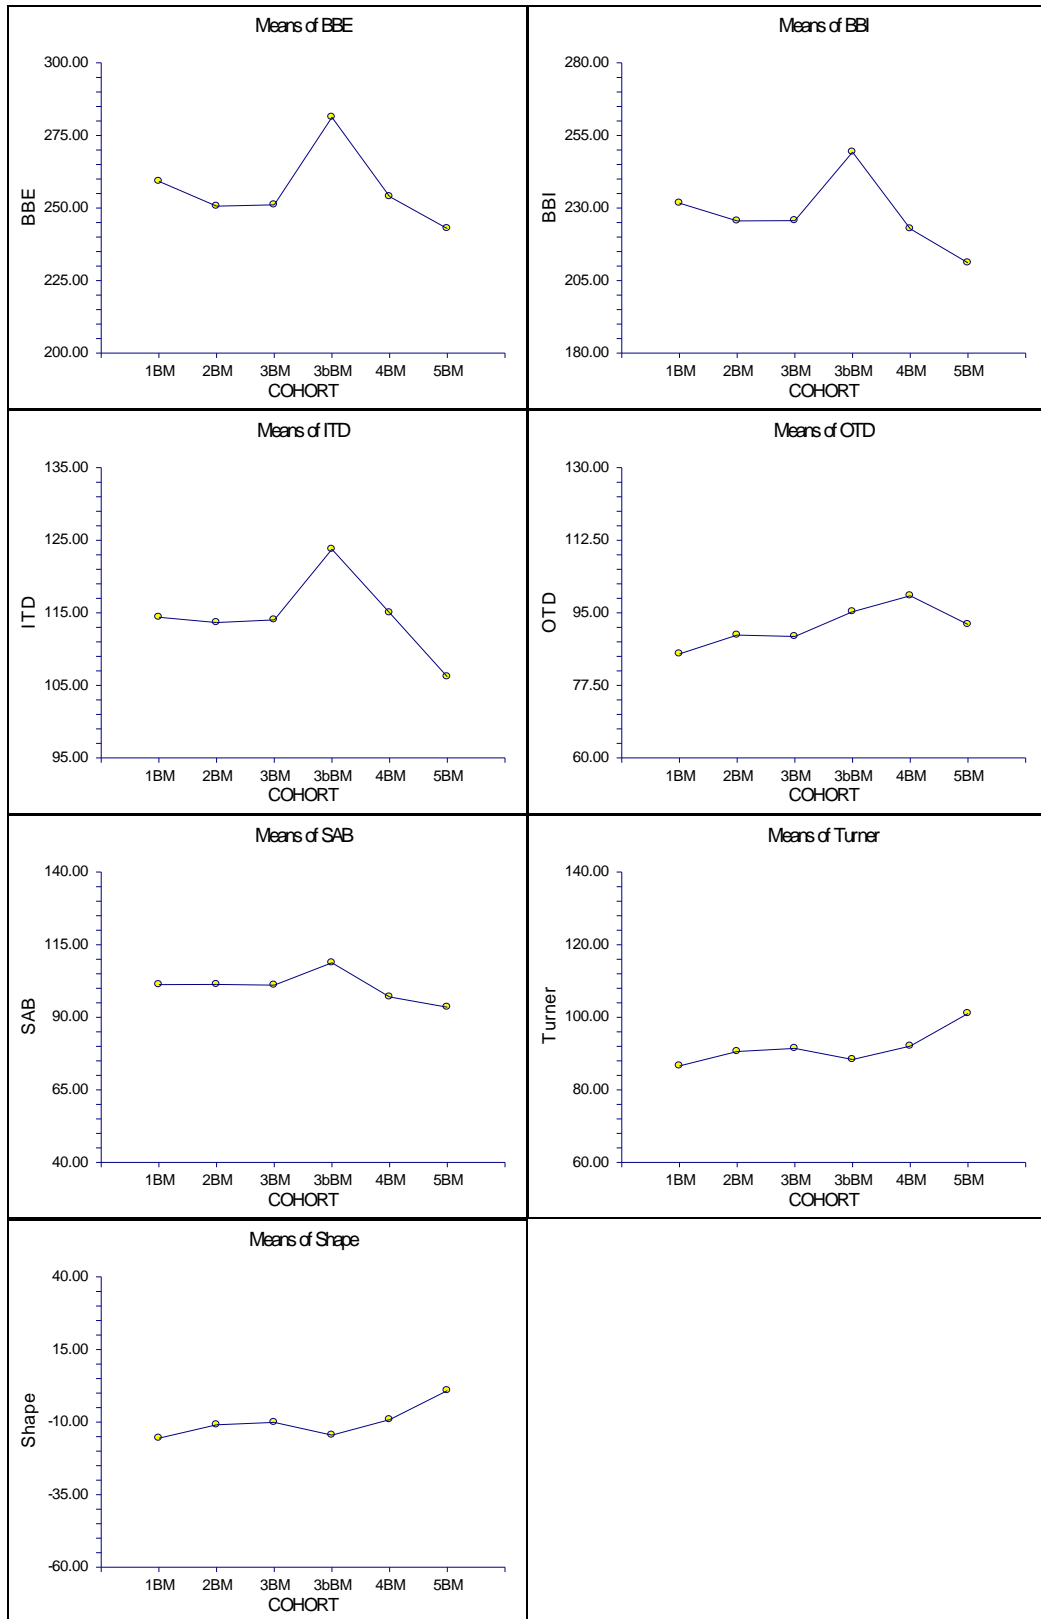 Means of BBE
300.00
275.00
250.00
225.00
200.00
BBE
1BM 2BM 3BM 3bBM 4BM 5BM
COHORT
Means of BBI
280.00
255.00
230.00
205.00
180.00
BBI
1BM 2BM 3BM 3bBM 4BM 5BM
COHORT
Means of ITD
135.00
125.00
115.00
105.00
95.00
ITD
1BM 2BM 3BM 3bBM 4BM 5BM
COHORT
Means of OTD
130.00
112.50
95.00
77.50
60.00
OTD
1BM 2BM 3BM 3bBM 4BM 5BM
COHORT
Means of SAB
140.00
115.00
90.00
65.00
40.00
SAB
1BM 2BM 3BM 3bBM 4BM 5BM
COHORT
Means of Turner
140.00
120.00
100.00
80.00
60.00
Turner
1BM 2BM 3BM 3bBM 4BM 5BM
COHORT
Means of Shape
40.00
15.00
-10.00
-35.00
-60.00
Shape
1BM 2BM 3BM 3bBM 4BM 5BM
COHORT